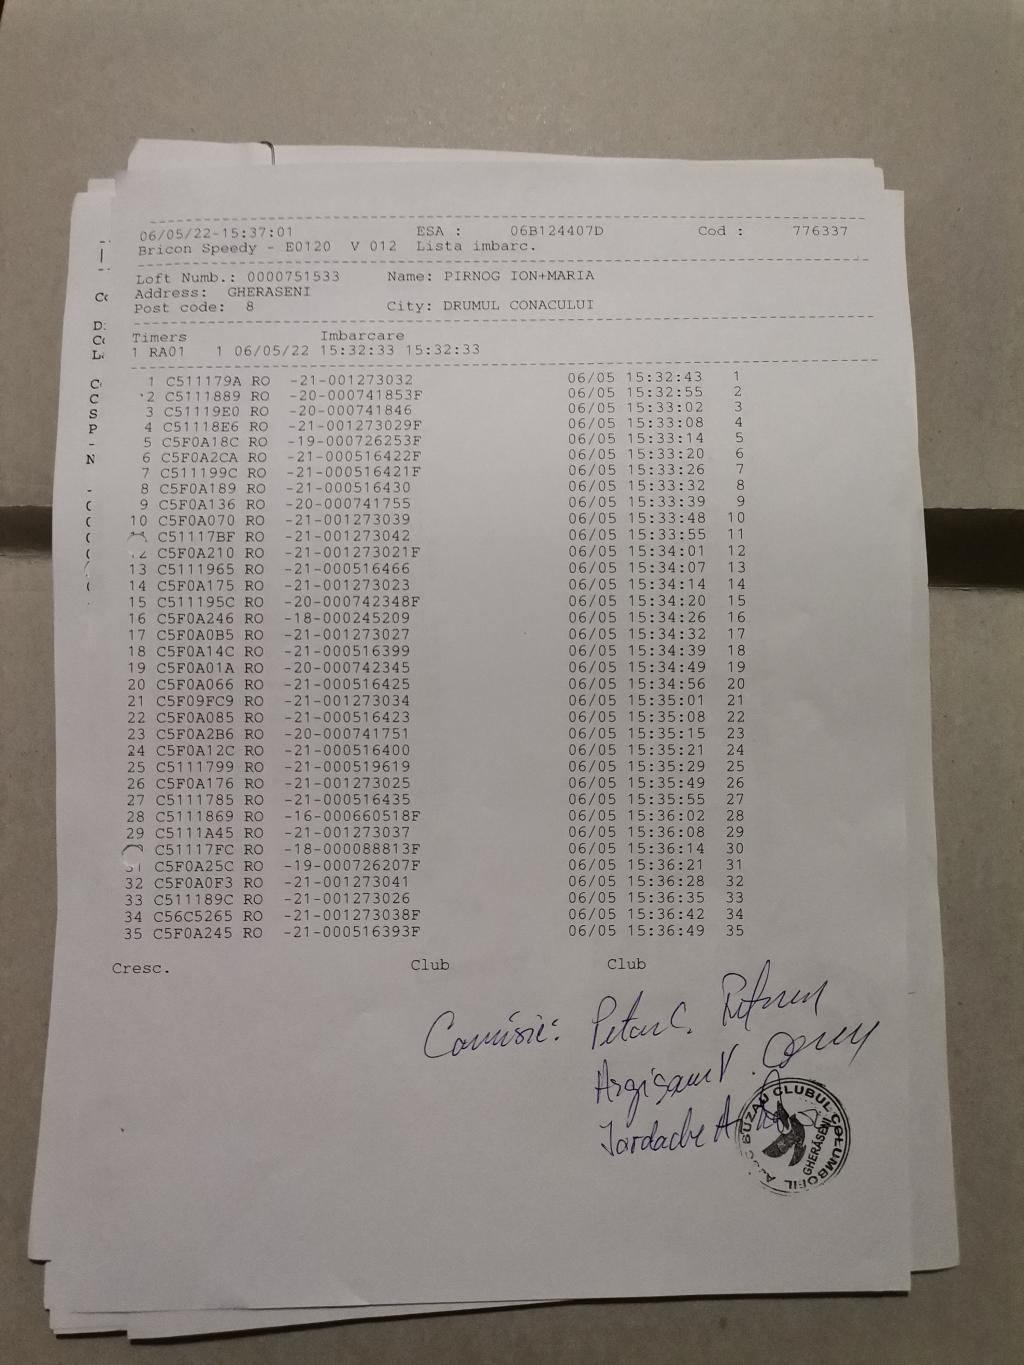 06/05/22-15:37:01 ESA : 06B124407D Cod : 776337
Bricon Speedy - E0120 V 012 Lista imbarc.
Loft Numb.: 0000751533 Name: PIRNOG ION+MARIA
Address: GHERASENI
Post code: 8 City: DRUMUL CONACULUI
Timers Imbarcare
1 RA01 1 06/05/22 15:32:33 15:32:33
1 C511179A RO -21-001273032 06/05 15:32:43 1
2 C5111889 RO -20-000741853F 06/05 15:32:55 2
3 C51119E0 RO -20-000741846 06/05 15:33:02 3
4 C51118E6 RO -21-001273029F 06/05 15:33:08 4
5 C5F0A18C RO -19-000726253F 06/05 15:33:14 5
6 C5F0A2CA RO -21-000516422F 06/05 15:33:20 6
7 C511199C RO -21-000516421F 06/05 15:33:26 7
8 C5F0A189 RO -21-000516430 06/05 15:33:32 8
9 C5F0A136 RO -20-000741755 06/05 15:33:39 9
10 C5F0A070 RO -21-001273039 06/05 15:33:48 10
C51117BF RO -21-001273042 06/05 15:33:55 11
12 C5F0A210 RO -21-001273021F 06/05 15:34:01 12
13 C5111965 RO -21-000516466 06/05 15:34:07 13
14 C5F0A175 RO -21-001273023 06/05 15:34:14 14
15 C511195C RO -20-000742348F 06/05 15:34:20 15
16 C5F0A246 RO -18-000245209 06/05 15:34:26 16
17 C5F0A0B5 RO -21-001273027 06/05 15:34:32 17
18 C5F0A14C RO -21-000516399 06/05 15:34:39 18
19 C5F0A01A RO -20-000742345 06/05 15:34:49 19
20 C5F0A066 RO -21-000516425 06/05 15:34:56 20
21 C5F09FC9 RO -21-001273034 06/05 15:35:01 21
22 C5F0A085 RO -21-000516423 06/05 15:35:08 22
23 C5F0A2B6 RO -20-000741751 06/05 15:35:15 23
24 C5F0A12C RO -21-000516400 06/05 15:35:21 24
25 C5111799 RO -21-000519619 06/05 15:35:29 25
26 C5F0A176 RO -21-001273025 06/05 15:35:49 26
27 C5111785 RO -21-000516435 06/05 15:35:55 27
28 C5111869 RO -16-000660518F 06/05 15:36:02 28
29 C5111A45 RO -21-001273037 06/05 15:36:08 29
C51117FC RO -18-000088813F 06/05 15:36:14 30
31 C5F0A25C RO -19-000726207F 06/05 15:36:21 31
32 C5F0A0F3 RO -21-001273041 06/05 15:36:28 32
33 C511189C RO -21-001273026 06/05 15:36:35 33
34 C56C5265 RO -21-001273038F 06/05 15:36:42 34
35 C5F0A245 RO -21-000516393F 06/05 15:36:49 35
Cresc. Club Club
Comisie: Petan C.
Iordache A
BUZAU CLUBUL COLUMBOFIL
GHERĂSENI